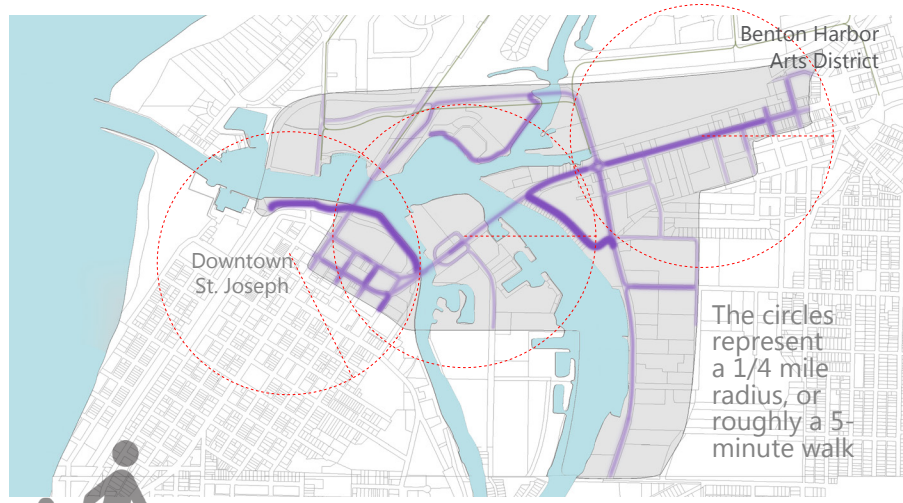 Benton Harbor
Arts District
Downtown
St. Joseph
The circles
represent
a 1/4 mile
radius, or
roughly a 5-
minute walk